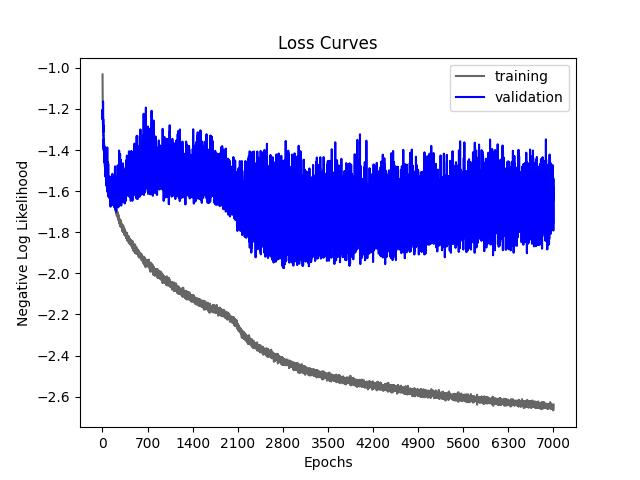 Loss Curves
training
validation
−1.0
−1.2
−1.4
−1.6
−1.8
−2.0
−2.2
−2.4
−2.6
Negative Log Likelihood
0 700 1400 2100 2800 3500 4200 4900 5600 6300 7000
Epochs